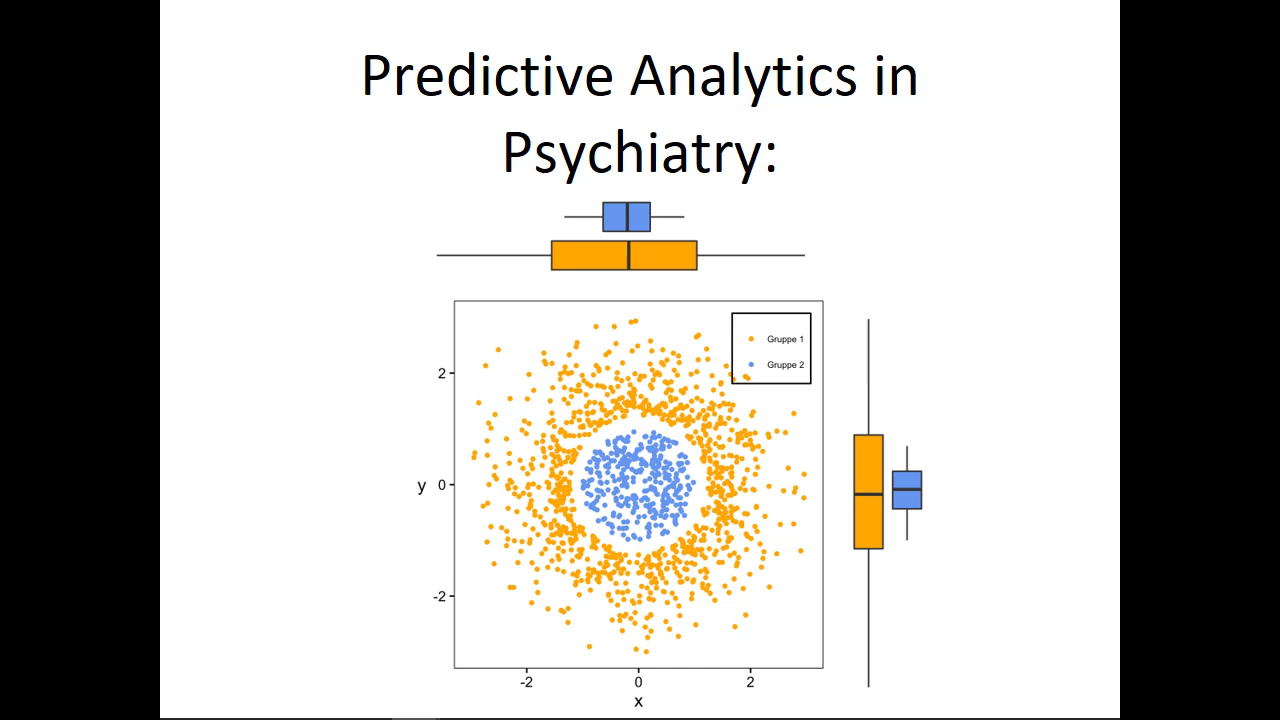 Predictive Analytics in
Psychiatry:
Gruppe 1
Gruppe 2
2
y 0
-2
-2 0 2
x